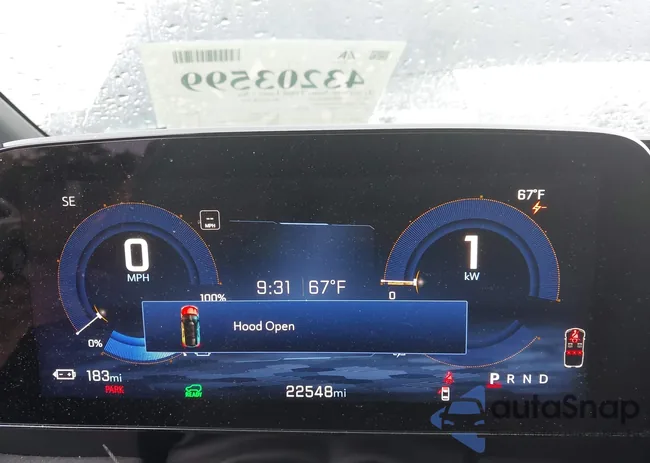 43203599
SE
67°F
--
MPH
0
MPH
1
kW
9:31 67°F
100%
0
Hood Open
0%
183mi
PARK
READY
22548mi
P R N D
autoSnap